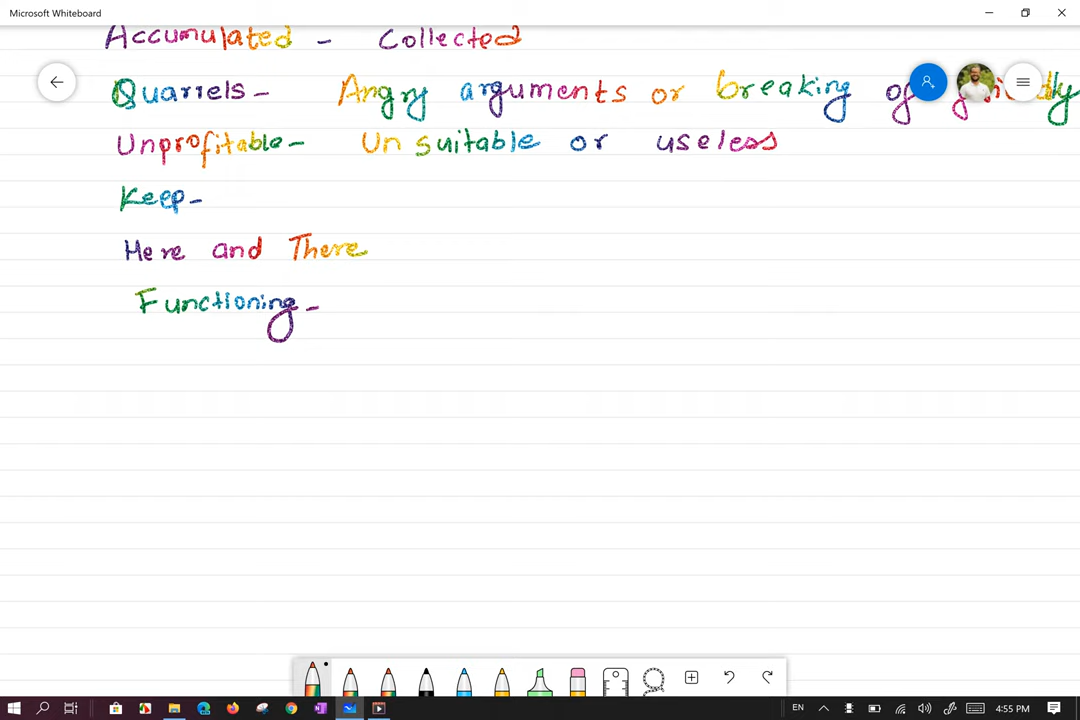 Microsoft Whiteboard
Accumulated - Collected
Quarrels - Angry arguments or breaking of
Unprofitable - Unsuitable or useless
Keep -
Here and There
Functioning -
EN 4:55 PM